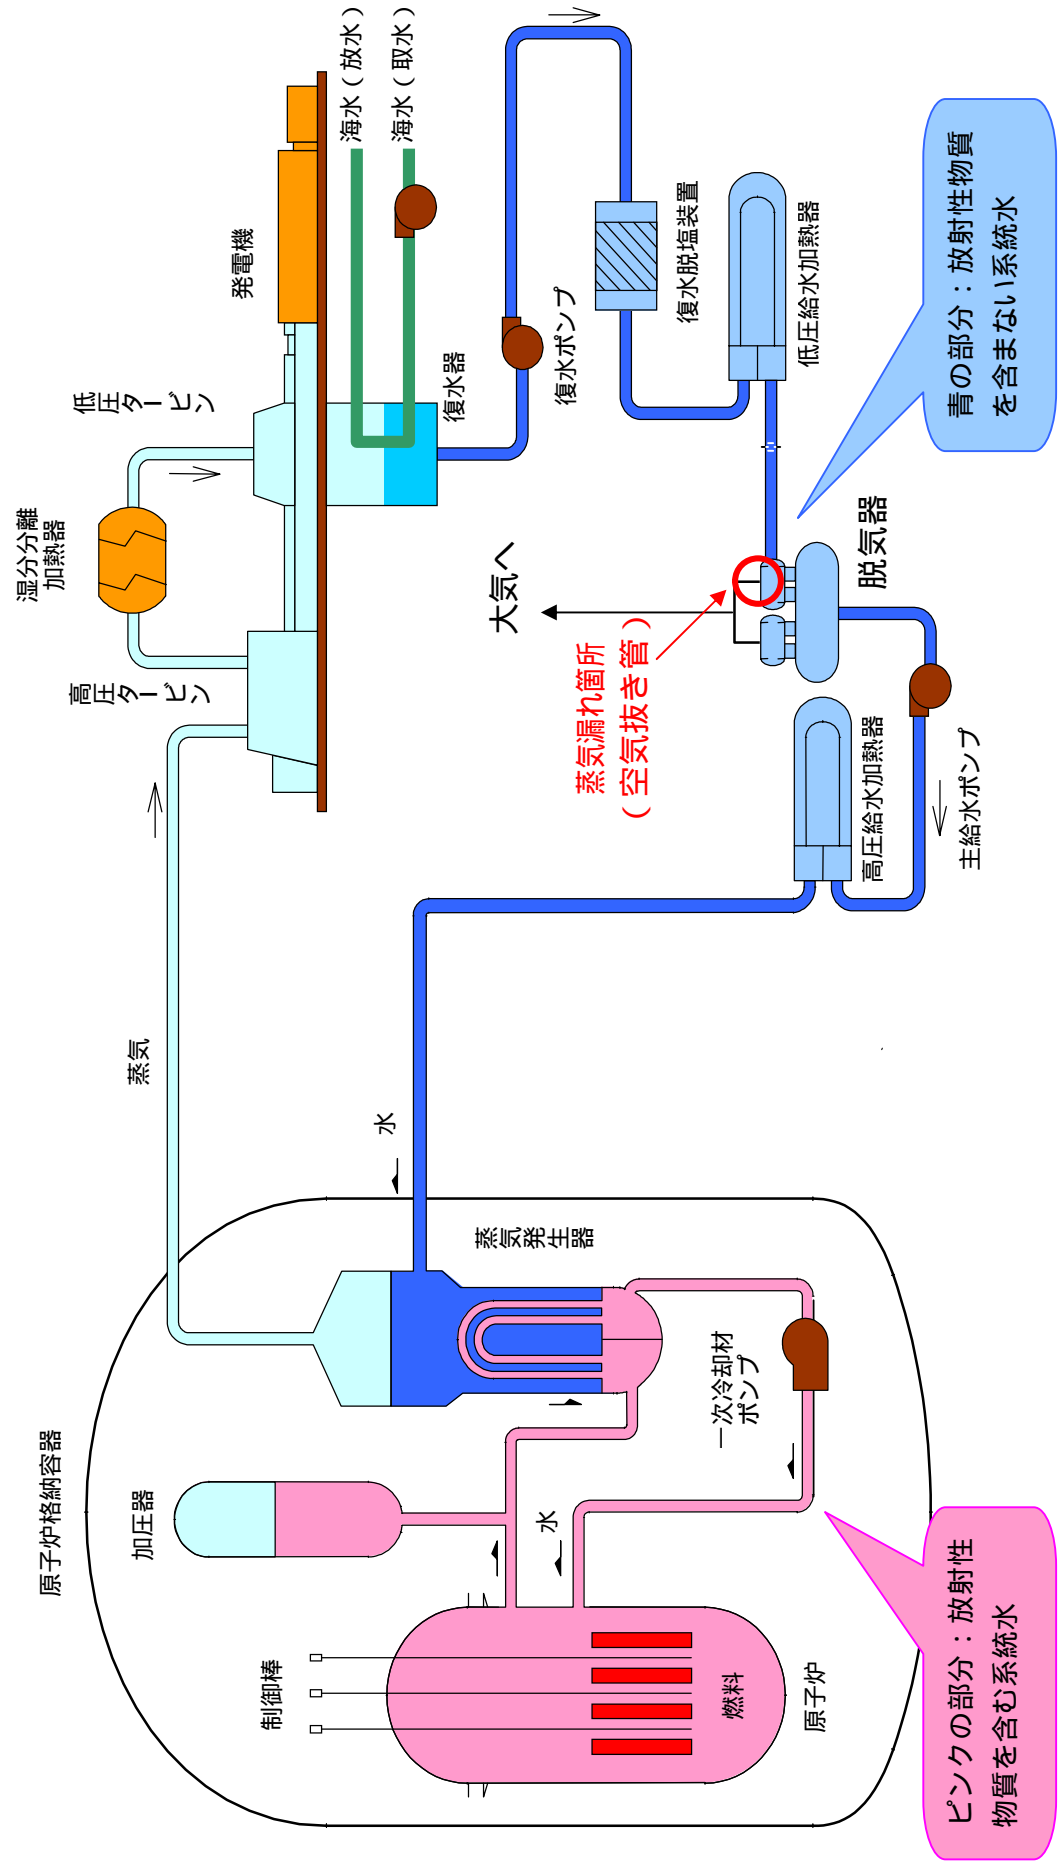 原子炉格納容器
加圧器
制御棒
水
燃料
原子炉
一次冷却材
ポンプ
蒸気発生器
水
蒸気
高圧タービン
湿分分離
加熱器
低圧タービン
発電機
海水（放水）
海水（取水）
復水器
復水ポンプ
復水脱塩装置
低圧給水加熱器
大気へ
脱気器
蒸気漏れ箇所
（空気抜き管）
高圧給水加熱器
主給水ポンプ
ピンクの部分：放射性
物質を含む系統水
青の部分：放射性物質
を含まない系統水